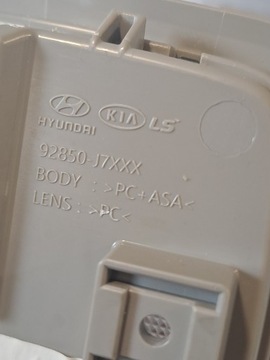 KIA LS
HYUNDAI
92850-J7XXX
BODY : >PC+ASA<
LENS : >PC<